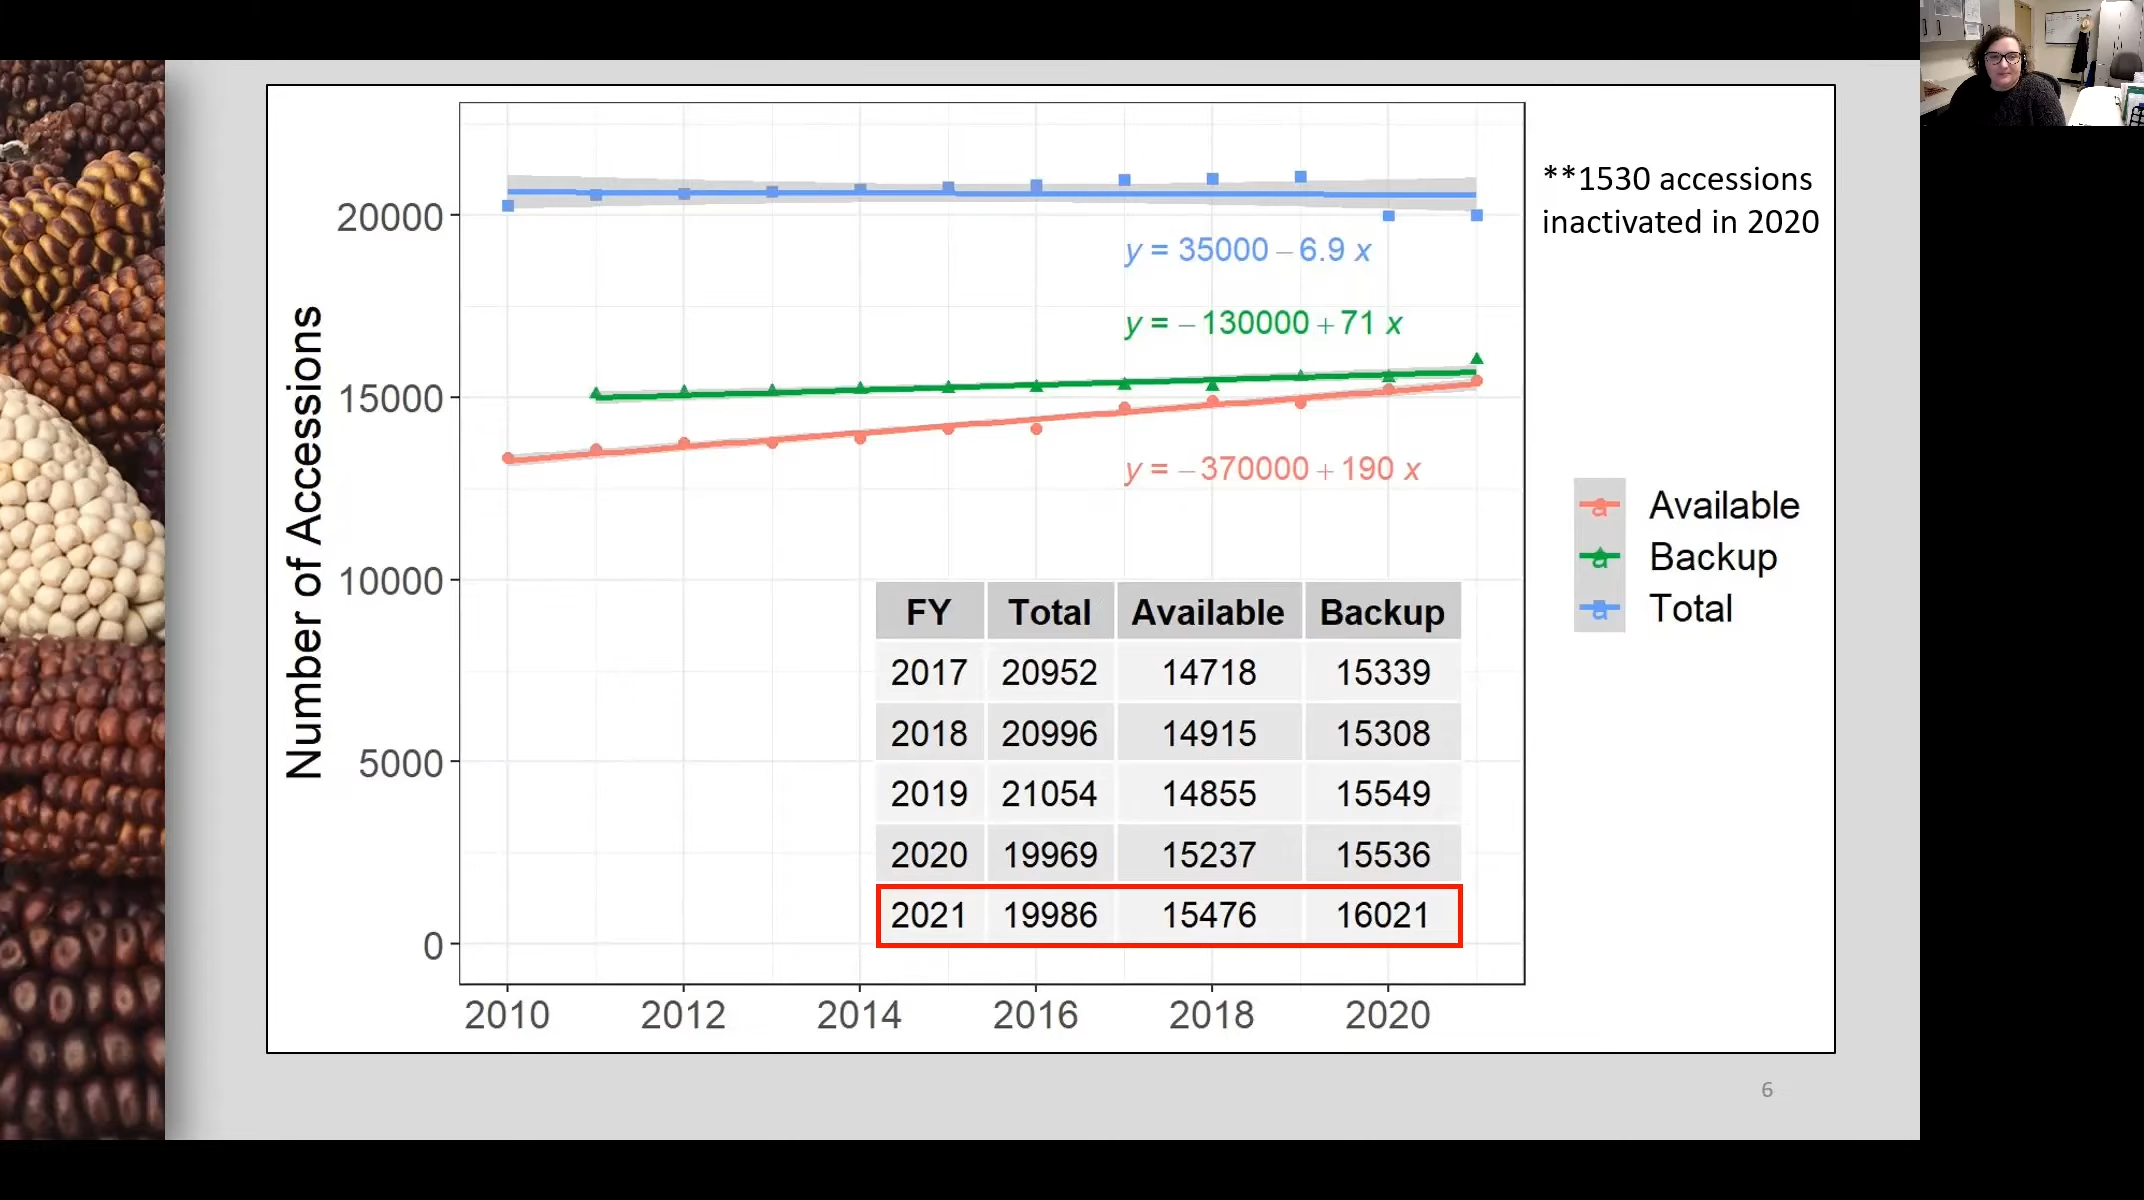 **1530 accessions
inactivated in 2020
Number of Accessions
20000
15000
10000
5000
0
y = 35000 – 6.9 x
y = – 130000 + 71 x
y = – 370000 + 190 x
a Available
a Backup
a Total
FY Total Available Backup
2017 20952 14718 15339
2018 20996 14915 15308
2019 21054 14855 15549
2020 19969 15237 15536
2021 19986 15476 16021
2010 2012 2014 2016 2018 2020
6